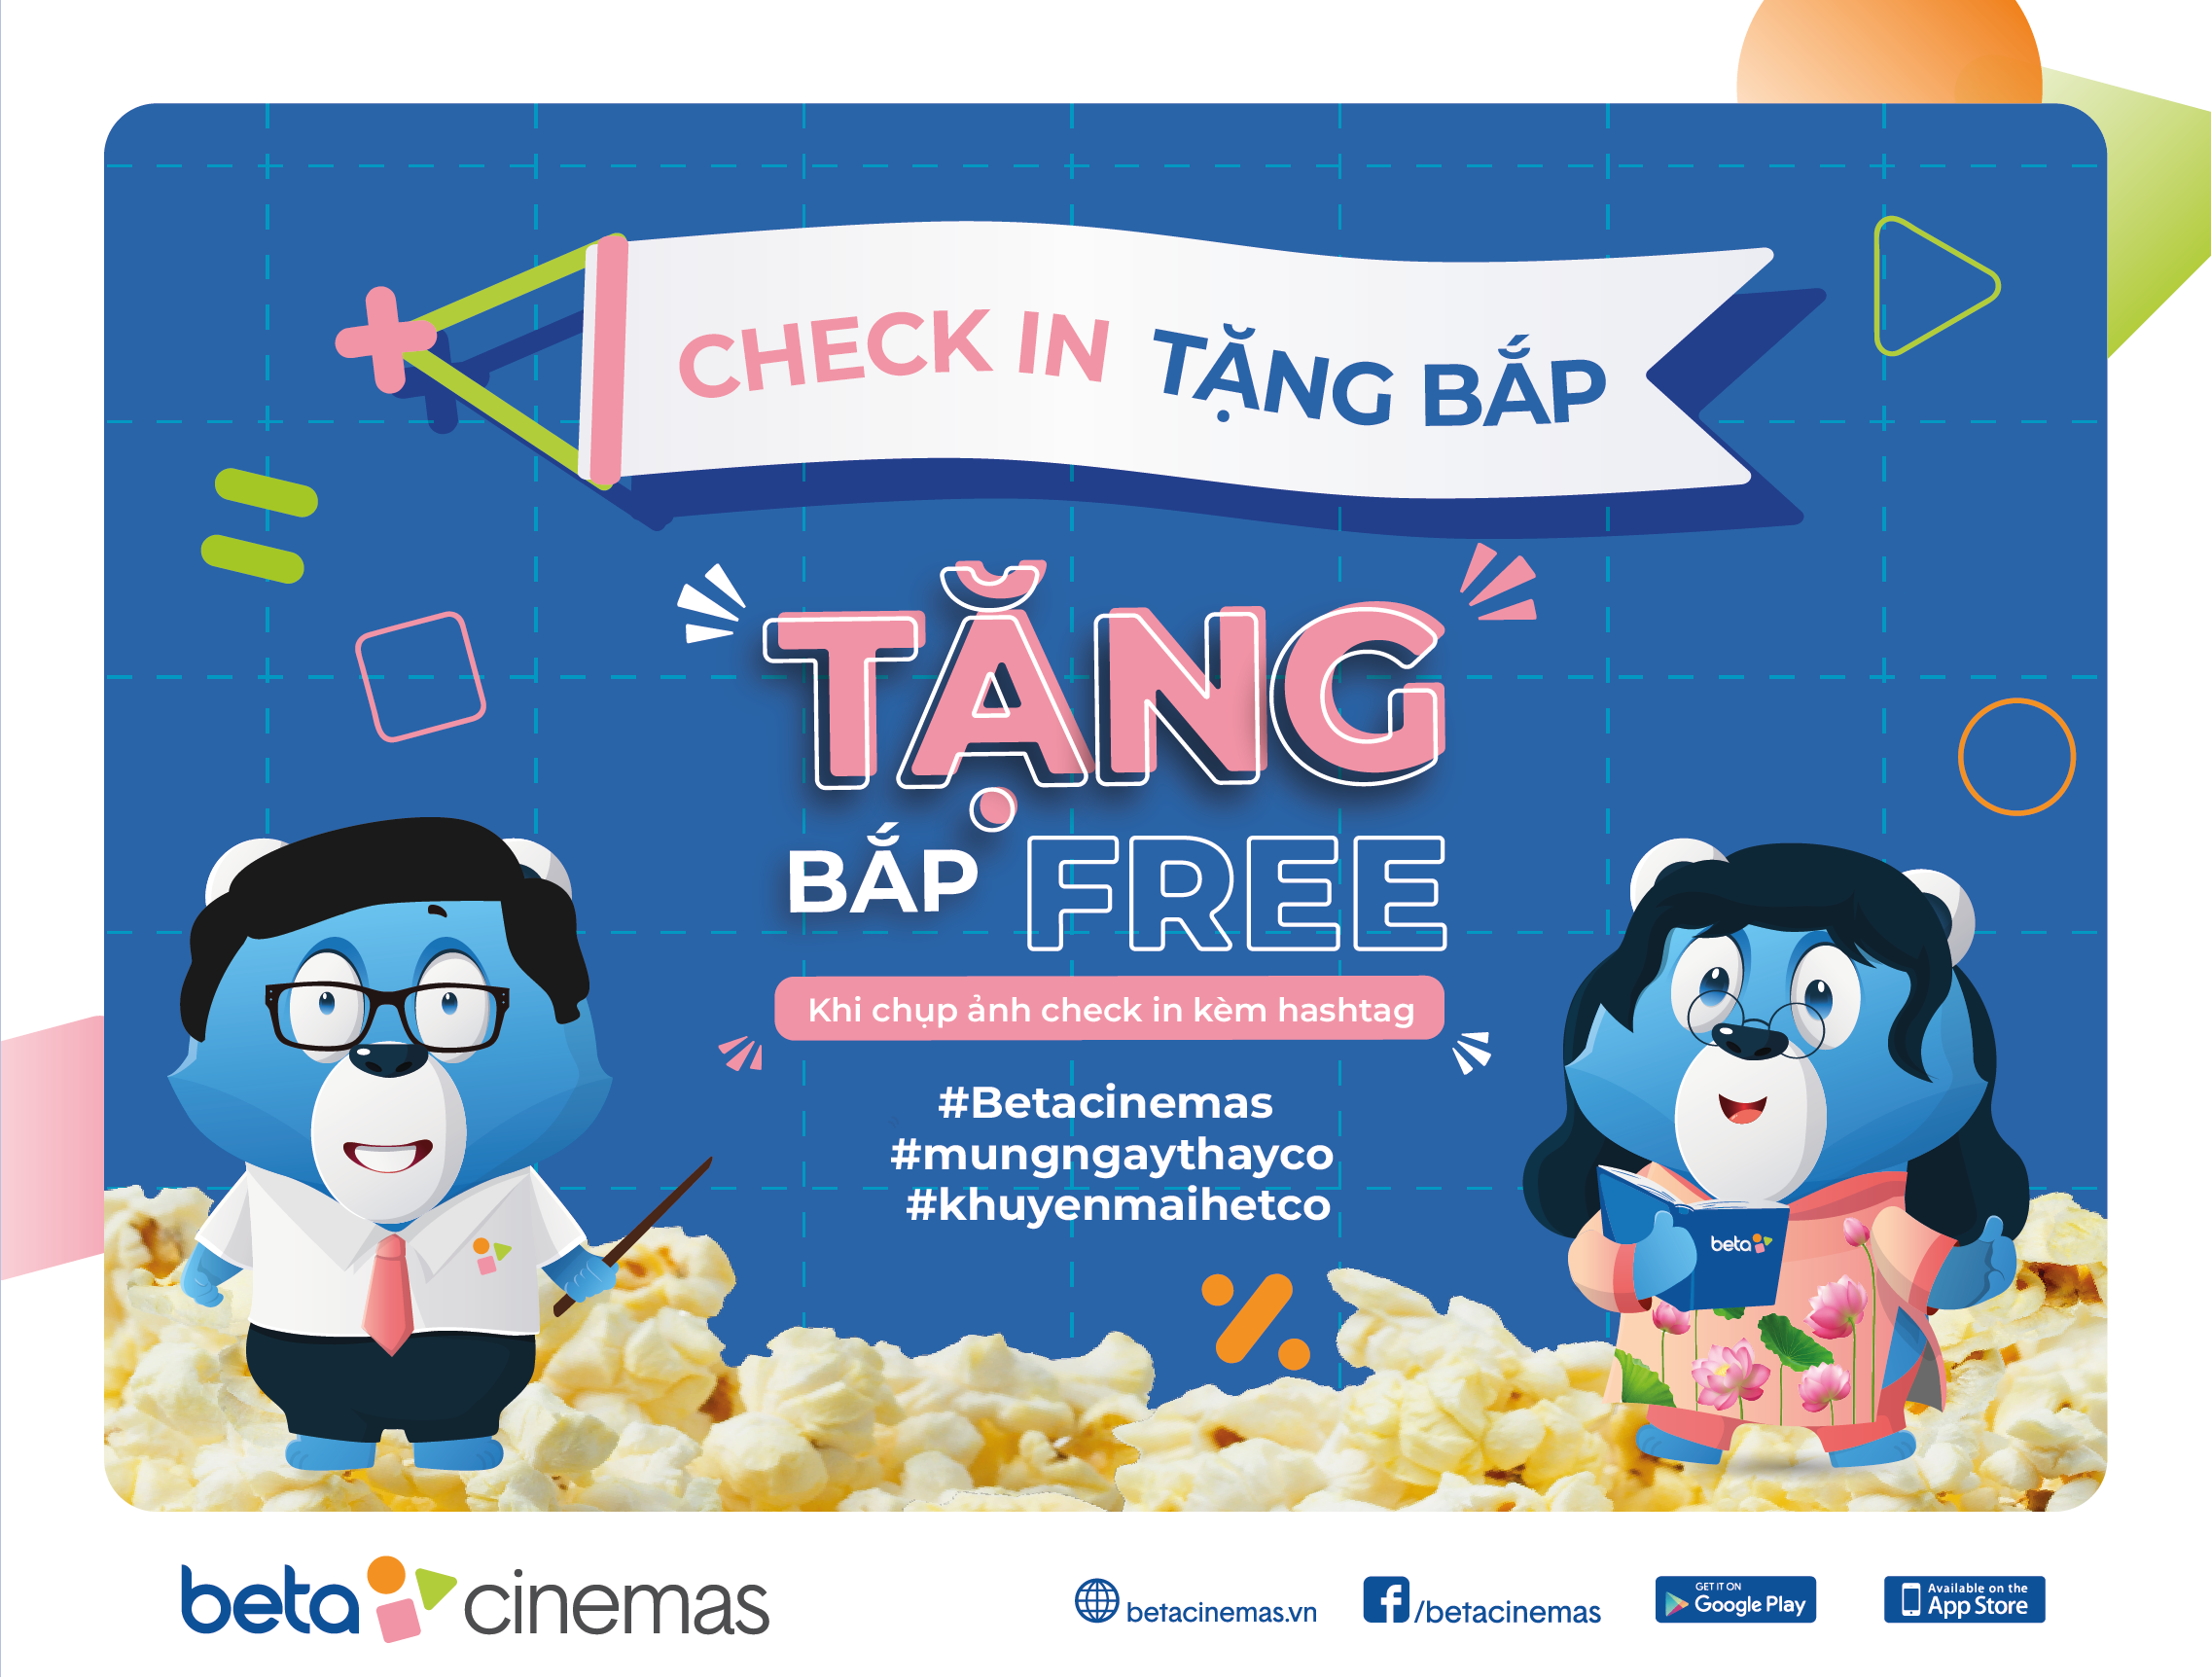 CHECK IN TẶNG BẮP
TẶNG
BẮP FREE
Khi chụp ảnh check in kèm hashtag
#Betacinemas
#mungngaythayco
#khuyenmaihetco
beta
beta cinemas
betacinemas.vn
/betacinemas
GET IT ON
Google Play
Available on the
App Store